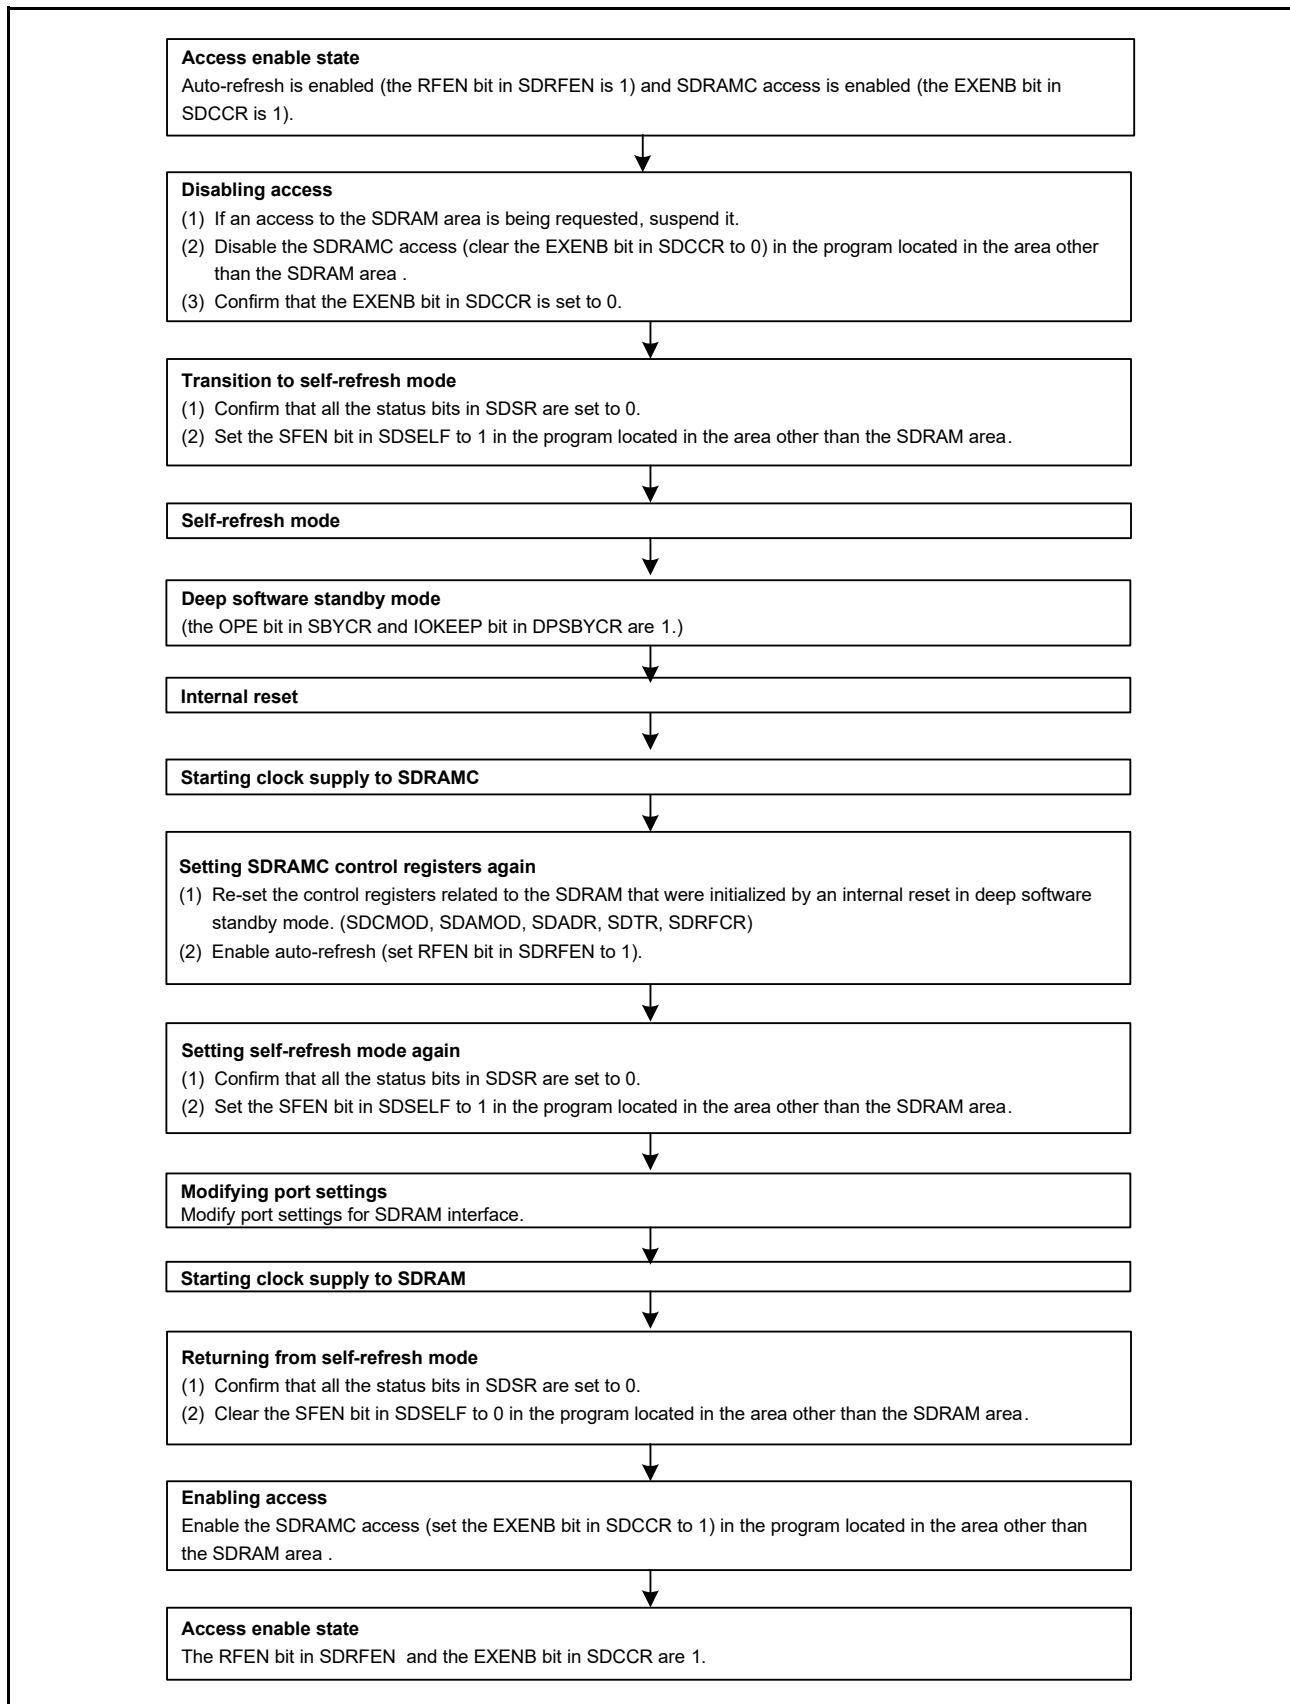 Access enable state
Auto-refresh is enabled (the RFEN bit in SDRFEN is 1) and SDRAMC access is enabled (the EXENB bit in
SDCCR is 1).
Disabling access
(1) If an access to the SDRAM area is being requested, suspend it.
(2) Disable the SDRAMC access (clear the EXENB bit in SDCCR to 0) in the program located in the area other
than the SDRAM area .
(3) Confirm that the EXENB bit in SDCCR is set to 0.
Transition to self-refresh mode
(1) Confirm that all the status bits in SDSR are set to 0.
(2) Set the SFEN bit in SDSELF to 1 in the program located in the area other than the SDRAM area.
Self-refresh mode
Deep software standby mode
(the OPE bit in SBYCR and IOKEEP bit in DPSBYCR are 1.)
Internal reset
Starting clock supply to SDRAMC
Setting SDRAMC control registers again
(1) Re-set the control registers related to the SDRAM that were initialized by an internal reset in deep software
standby mode. (SDCMOD, SDAMOD, SDADR, SDTR, SDRFCR)
(2) Enable auto-refresh (set RFEN bit in SDRFEN to 1).
Setting self-refresh mode again
(1) Confirm that all the status bits in SDSR are set to 0.
(2) Set the SFEN bit in SDSELF to 1 in the program located in the area other than the SDRAM area.
Modifying port settings
Modify port settings for SDRAM interface.
Starting clock supply to SDRAM
Returning from self-refresh mode
(1) Confirm that all the status bits in SDSR are set to 0.
(2) Clear the SFEN bit in SDSELF to 0 in the program located in the area other than the SDRAM area.
Enabling access
Enable the SDRAMC access (set the EXENB bit in SDCCR to 1) in the program located in the area other than
the SDRAM area .
Access enable state
The RFEN bit in SDRFEN and the EXENB bit in SDCCR are 1.